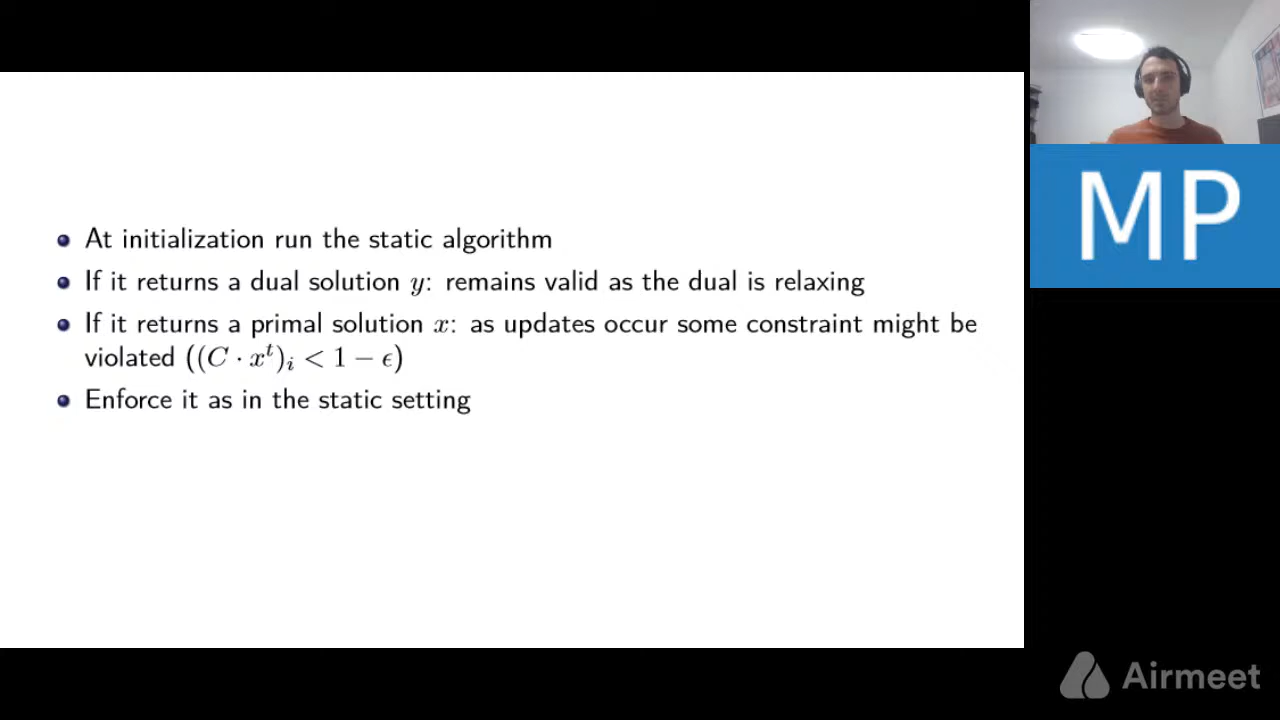 At initialization run the static algorithm
If it returns a dual solution y: remains valid as the dual is relaxing
If it returns a primal solution x: as updates occur some constraint might be
violated ((C · xᵗ)ᵢ < 1 − ϵ)
Enforce it as in the static setting
MP
Airmeet